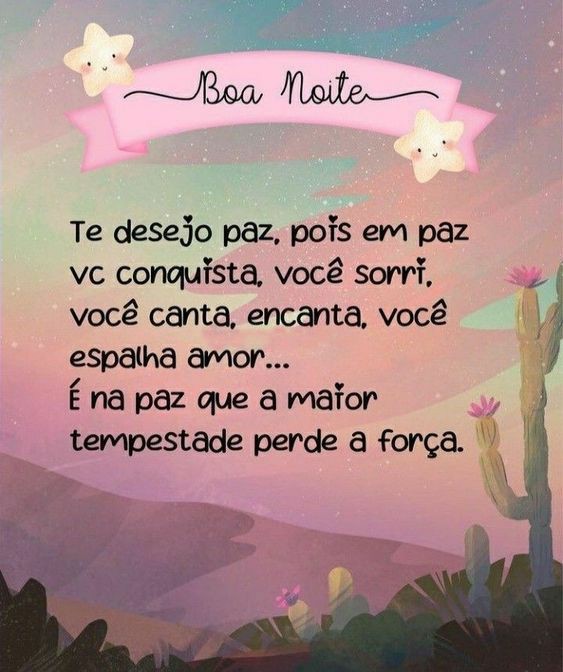 Boa Noite
Te desejo paz, pois em paz
vc conquista, você sorri,
você canta, encanta, você
espalha amor...
É na paz que a maior
tempestade perde a força.